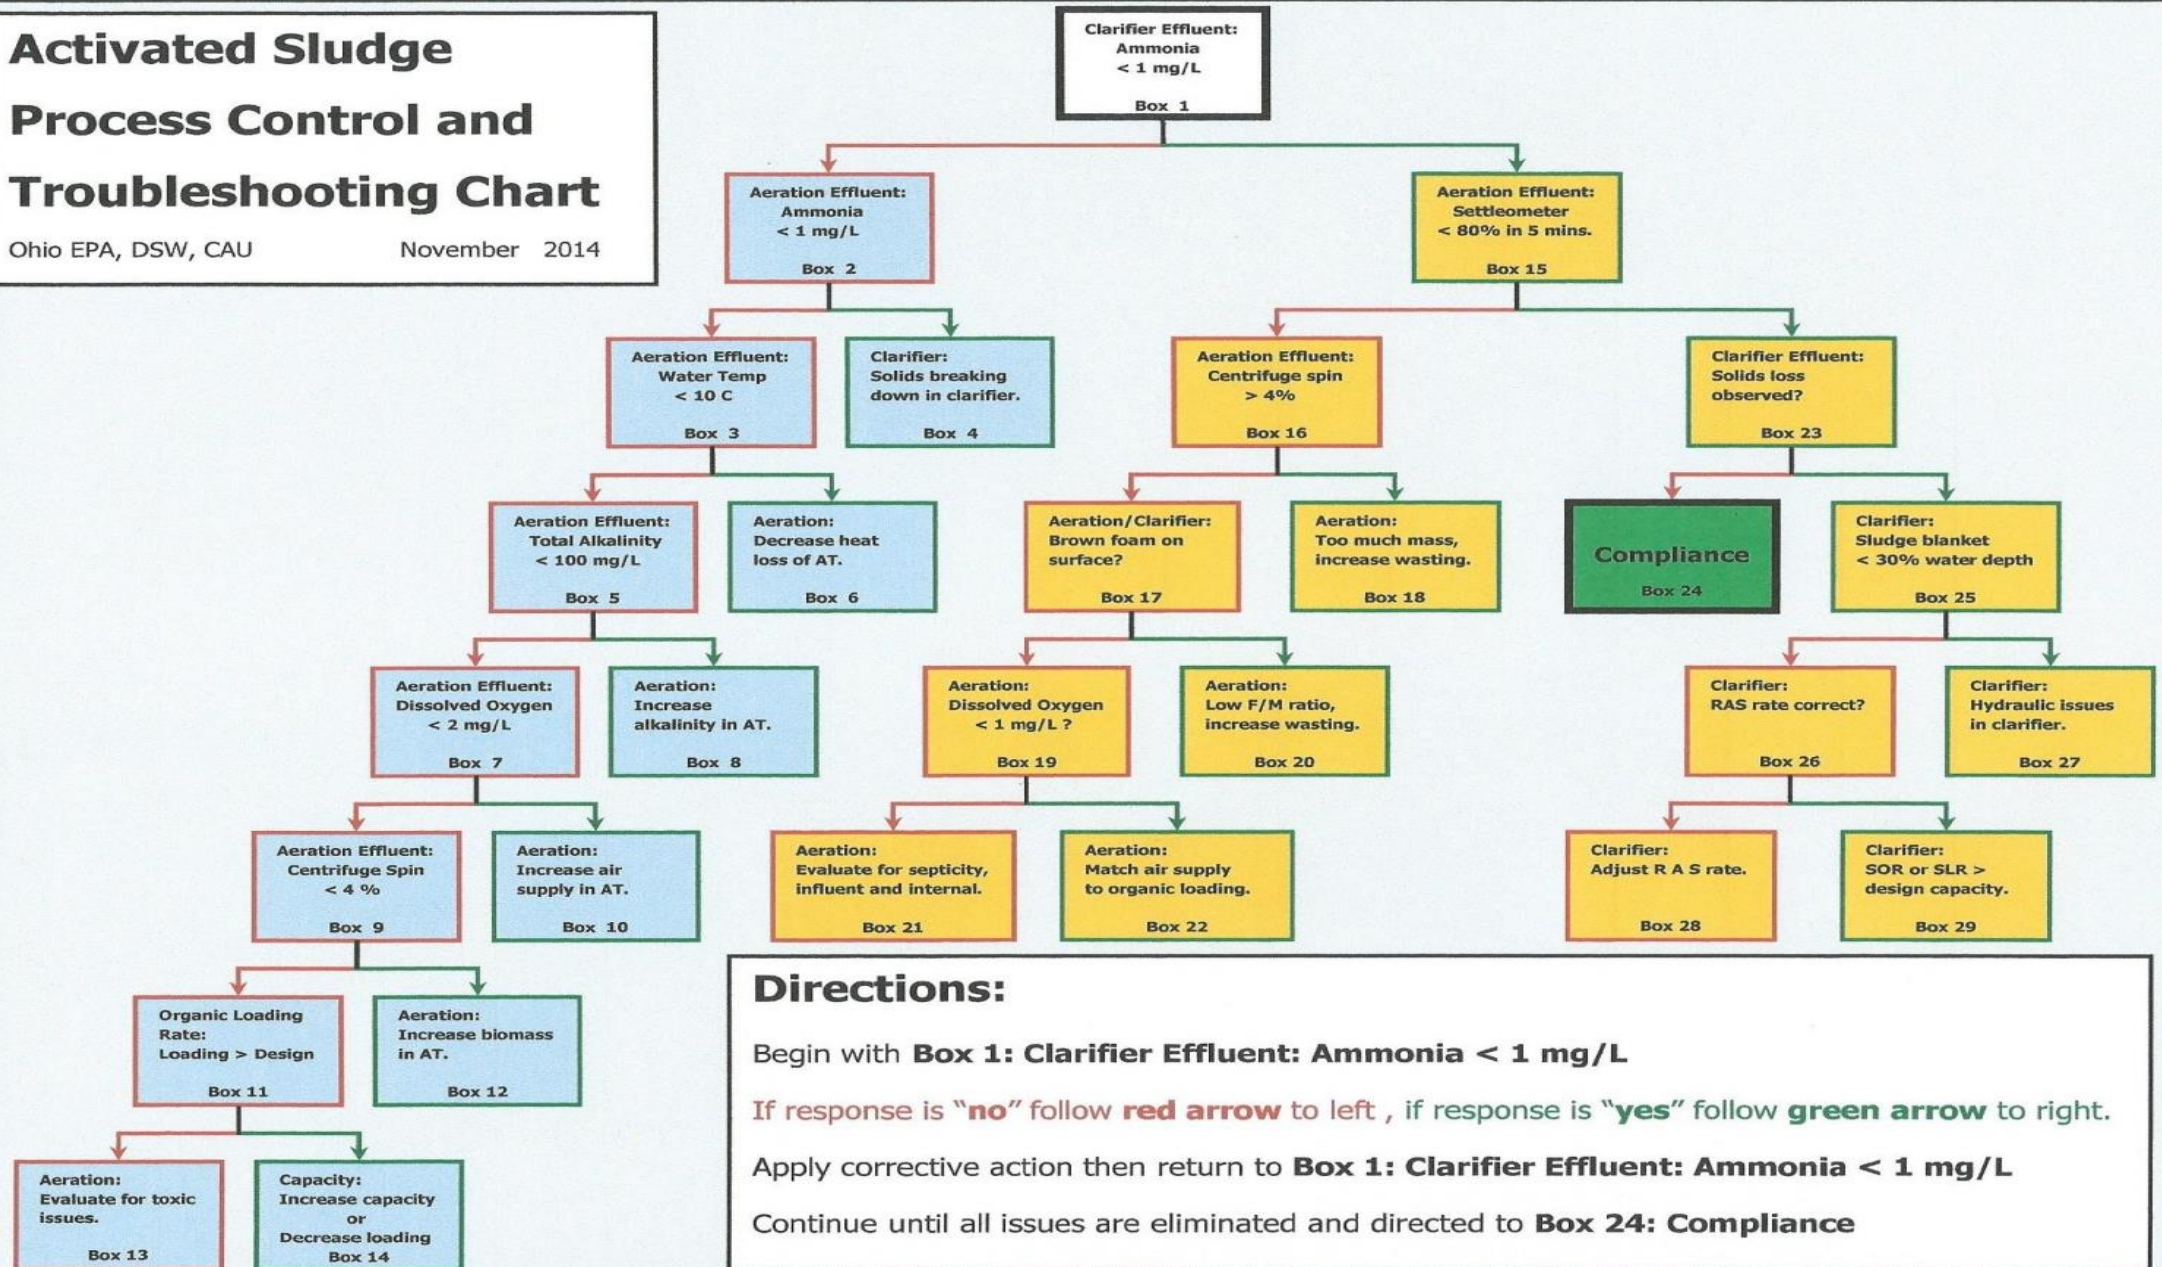 Activated Sludge
Process Control and
Troubleshooting Chart
Ohio EPA, DSW, CAU November 2014
Clarifier Effluent:
Ammonia
< 1 mg/L
Box 1
Aeration Effluent:
Ammonia
< 1 mg/L
Box 2
Aeration Effluent:
Settleometer
< 80% in 5 mins.
Box 15
Aeration Effluent:
Water Temp
< 10 C
Box 3
Clarifier:
Solids breaking
down in clarifier.
Box 4
Aeration Effluent:
Centrifuge spin
> 4%
Box 16
Clarifier Effluent:
Solids loss
observed?
Box 23
Aeration Effluent:
Total Alkalinity
< 100 mg/L
Box 5
Aeration:
Decrease heat
loss of AT.
Box 6
Aeration/Clarifier:
Brown foam on
surface?
Box 17
Aeration:
Too much mass,
increase wasting.
Box 18
Compliance
Box 24
Clarifier:
Sludge blanket
< 30% water depth
Box 25
Aeration Effluent:
Dissolved Oxygen
< 2 mg/L
Box 7
Aeration:
Increase
alkalinity in AT.
Box 8
Aeration:
Dissolved Oxygen
< 1 mg/L ?
Box 19
Aeration:
Low F/M ratio,
increase wasting.
Box 20
Clarifier:
RAS rate correct?
Box 26
Clarifier:
Hydraulic issues
in clarifier.
Box 27
Aeration Effluent:
Centrifuge Spin
< 4 %
Box 9
Aeration:
Increase air
supply in AT.
Box 10
Aeration:
Evaluate for septicity,
influent and internal.
Box 21
Aeration:
Match air supply
to organic loading.
Box 22
Clarifier:
Adjust R A S rate.
Box 28
Clarifier:
SOR or SLR >
design capacity.
Box 29
Organic Loading
Rate:
Loading > Design
Box 11
Aeration:
Increase biomass
in AT.
Box 12
Aeration:
Evaluate for toxic
issues.
Box 13
Capacity:
Increase capacity
or
Decrease loading
Box 14
Directions:
Begin with Box 1: Clarifier Effluent: Ammonia < 1 mg/L
If response is "no" follow red arrow to left , if response is "yes" follow green arrow to right.
Apply corrective action then return to Box 1: Clarifier Effluent: Ammonia < 1 mg/L
Continue until all issues are eliminated and directed to Box 24: Compliance